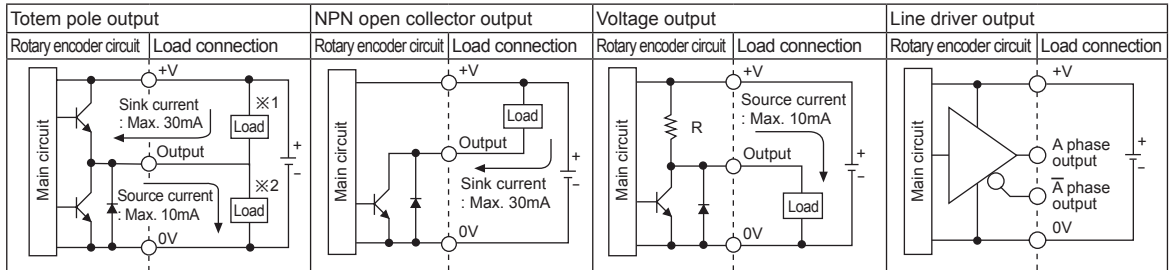 Totem pole output
Rotary encoder circuit Load connection
Main circuit
+V
Sink current
: Max. 30mA
※1
Load
Output
+
−
Source current
: Max. 10mA
※2
Load
0V
NPN open collector output
Rotary encoder circuit Load connection
Main circuit
+V
Load
Output
+
−
Sink current
: Max. 30mA
0V
Voltage output
Rotary encoder circuit Load connection
Main circuit
+V
Source current
: Max. 10mA
R
Output
+
−
Load
0V
Line driver output
Rotary encoder circuit Load connection
Main circuit
+V
A phase
output
+
−
A̅ phase
output
0V